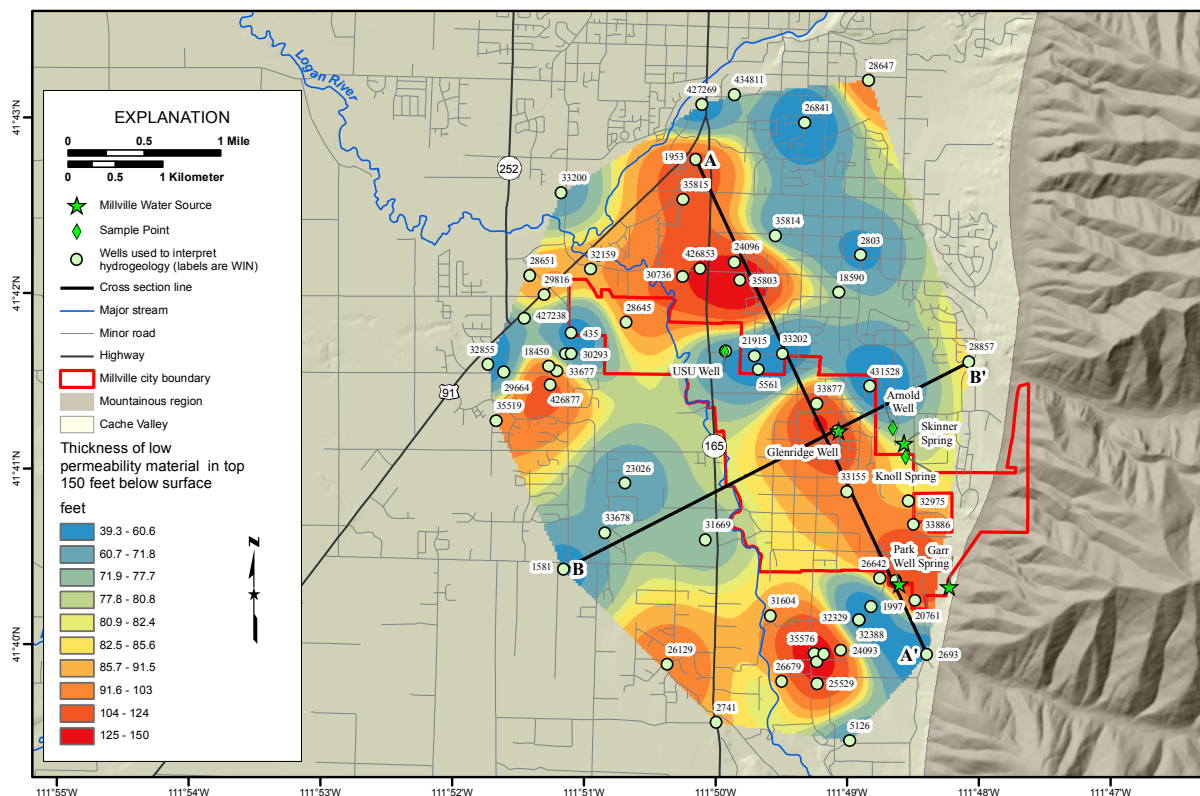 EXPLANATION
0 0.5 1 Mile
0 0.5 1 Kilometer
Millville Water Source
Sample Point
Wells used to interpret
hydrogeology (labels are WIN)
Cross section line
Major stream
Minor road
Highway
Millville city boundary
Mountainous region
Cache Valley
Thickness of low
permeability material in top
150 feet below surface
feet
39.3 - 60.6
60.7 - 71.8
71.9 - 77.7
77.8 - 80.8
80.9 - 82.4
82.5 - 85.6
85.7 - 91.5
91.6 - 103
104 - 124
125 - 150
N
Logan River
28647
434811
427269
26841
1953
A
252
33200
35815
35814
2803
32159
426853
24096
28651
30736
35803
18590
29816
28645
427238
435
21915
33202
28857
32855
18450
30293
USU Well
5561
431528
B'
33677
29664
426877
33877
Arnold
Well
91
35519
Skinner
Spring
165
Glenridge Well
Knoll Spring
23026
33155
32975
33678
31669
33886
1581
B
Park
Well
Garr
Spring
26642
31604
1997
20761
32329
32388
35576
24093
A'
2693
26129
26679
25529
2741
5126
41°43'N
41°42'N
41°41'N
41°40'N
111°55'W
111°54'W
111°53'W
111°52'W
111°51'W
111°50'W
111°49'W
111°48'W
111°47'W